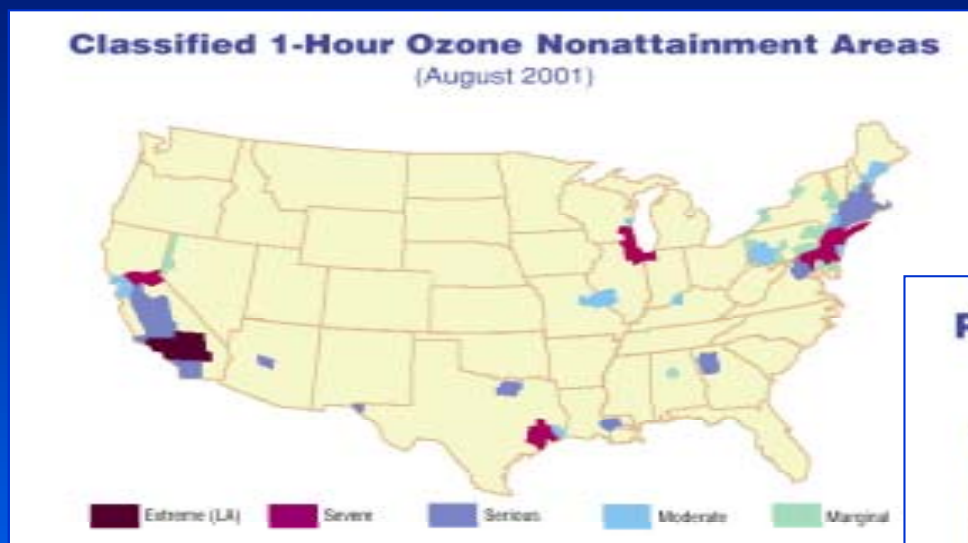 Classified 1-Hour Ozone Nonattainment Areas
(August 2001)
Extreme (LA) Severe Serious Moderate Marginal